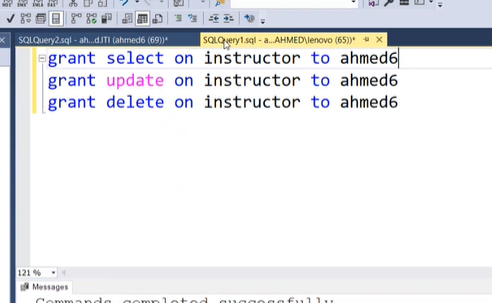 SQLQuery2.sql - ah...d.ITI (ahmed6 (69))*
SQLQuery1.sql - a...AHMED\lenovo (65))*
grant select on instructor to ahmed6
grant update on instructor to ahmed6
grant delete on instructor to ahmed6
121 %
Messages
Commands completed successfully